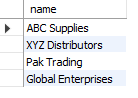 name
ABC Supplies
XYZ Distributors
Pak Trading
Global Enterprises